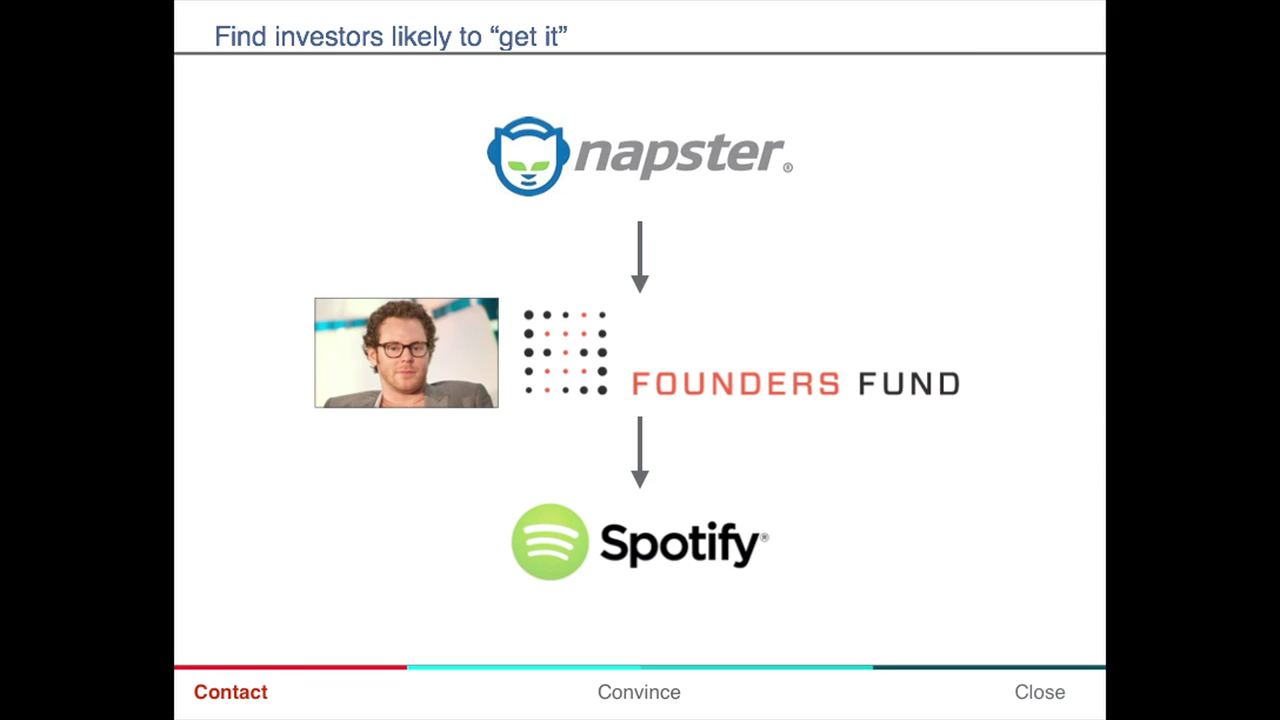 Find investors likely to “get it”
napster®
FOUNDERS FUND
Spotify®
Contact
Convince
Close